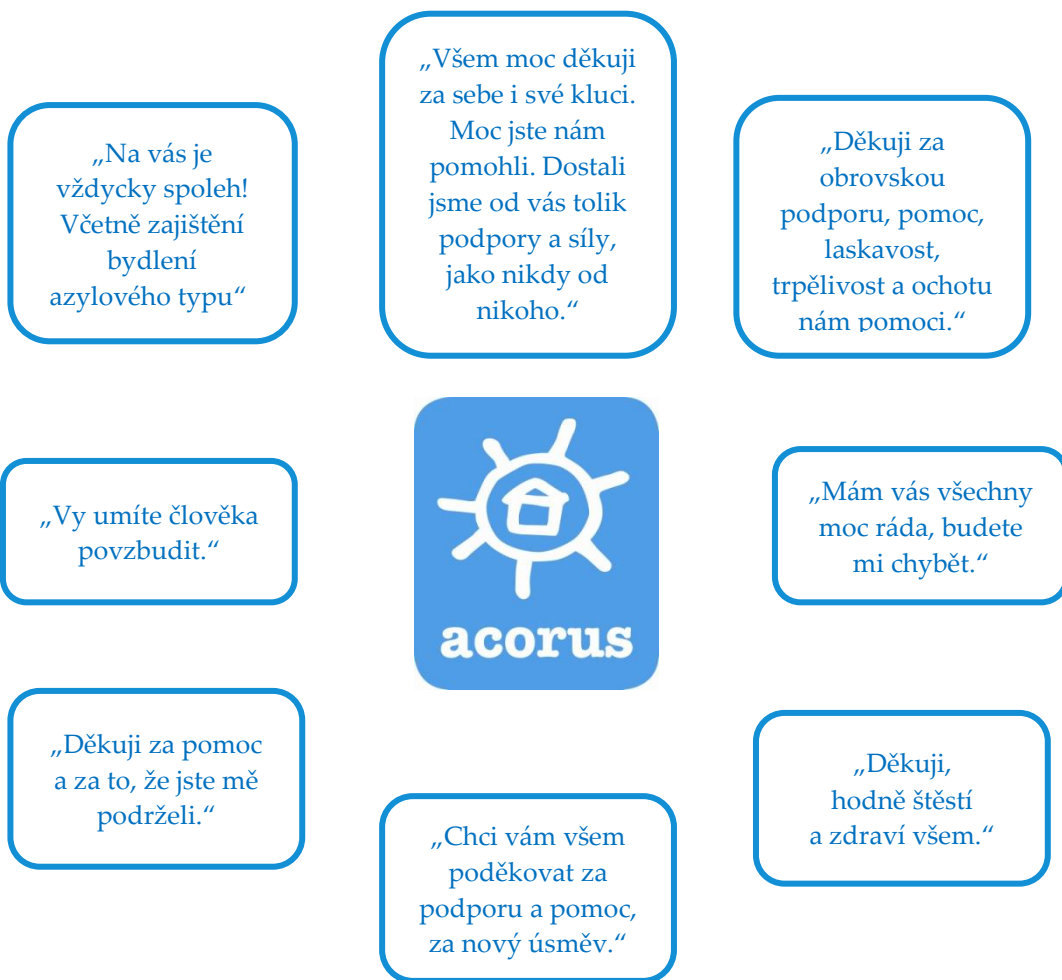 „Na vás je
vždycky spoleh!
Včetně zajištění
bydlení
azylového typu“
„Všem moc děkuji
za sebe i své kluci.
Moc jste nám
pomohli. Dostali
jsme od vás tolik
podpory a síly,
jako nikdy od
nikoho.“
„Děkuji za
obrovskou
podporu, pomoc,
laskavost,
trpělivost a ochotu
nám pomoci.“
„Vy umíte člověka
povzbudit.“
acorus
„Mám vás všechny
moc ráda, budete
mi chybět.“
„Děkuji za pomoc
a za to, že jste mě
podrželi.“
„Chci vám všem
poděkovat za
podporu a pomoc,
za nový úsměv.“
„Děkuji,
hodně štěstí
a zdraví všem.“